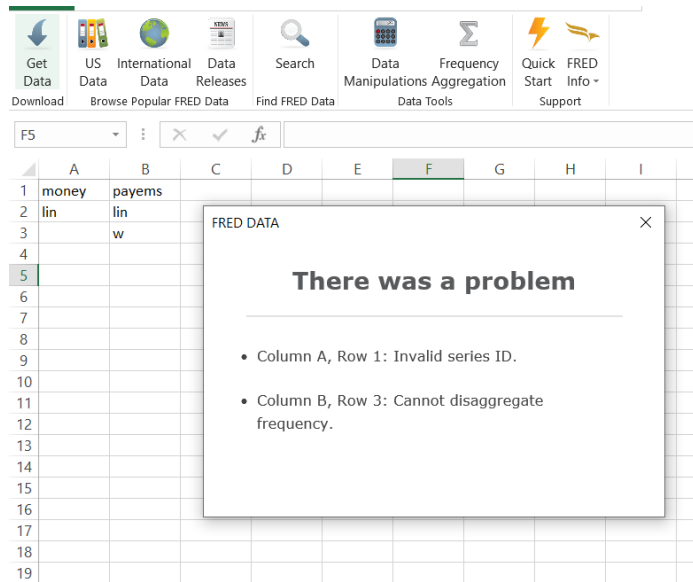 Get Data
US Data
International Data
Data Releases
Search
Data Manipulations
Frequency Aggregation
Quick Start
FRED Info
Download
Browse Popular FRED Data
Find FRED Data
Data Tools
Support
NEWS
F5
fx
A B C D E F G H I
1 money payems
2 lin lin
3 w
4
5
6
7
8
9
10
11
12
13
14
15
16
17
18
19
FRED DATA
There was a problem
• Column A, Row 1: Invalid series ID.
• Column B, Row 3: Cannot disaggregate
frequency.